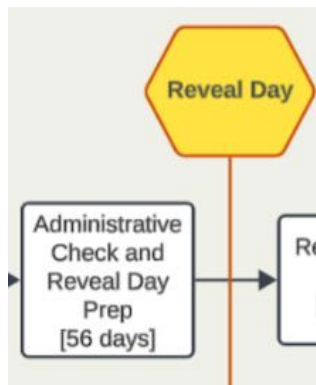 Reveal Day
Administrative
Check and
Reveal Day
Prep
[56 days]